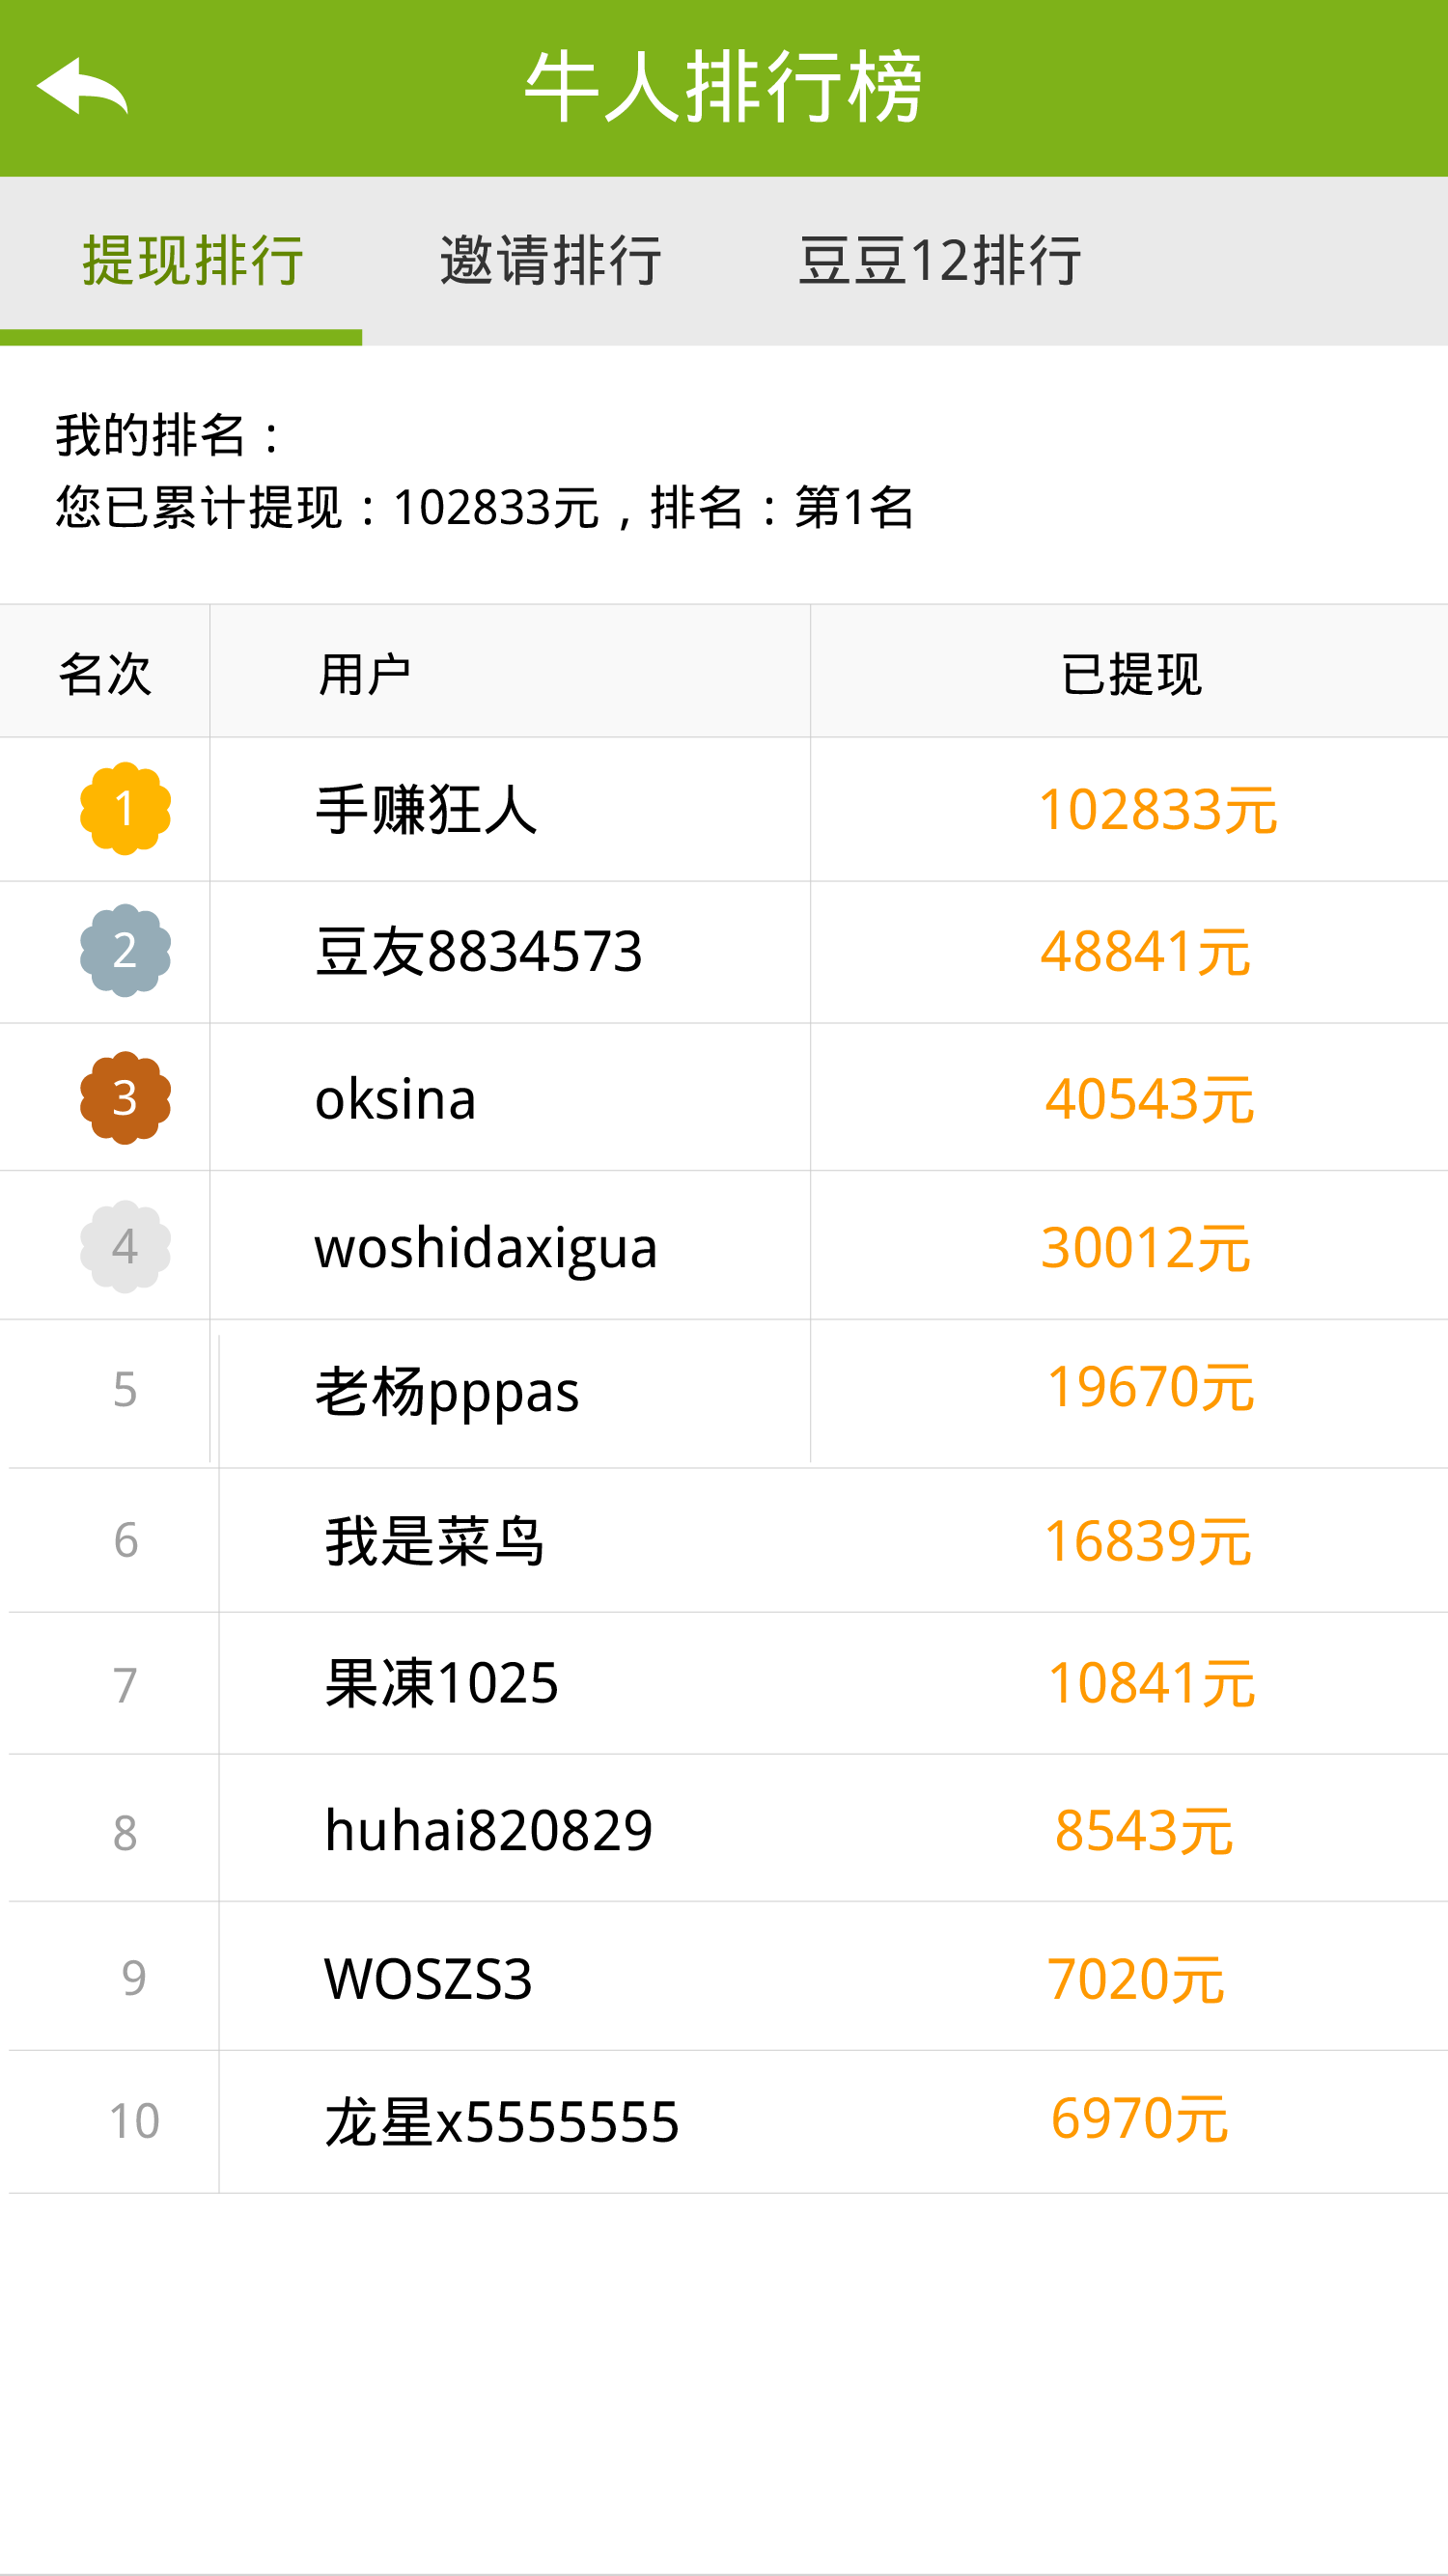 牛人排行榜
提现排行 邀请排行 豆豆12排行
我的排名：
您已累计提现：102833元，排名：第1名
名次 用户 已提现
1 手赚狂人 102833元
2 豆友8834573 48841元
3 oksina 40543元
4 woshidaxigua 30012元
5 老杨pppas 19670元
6 我是菜鸟 16839元
7 果凍1025 10841元
8 huhai820829 8543元
9 WOSZS3 7020元
10 龙星x5555555 6970元